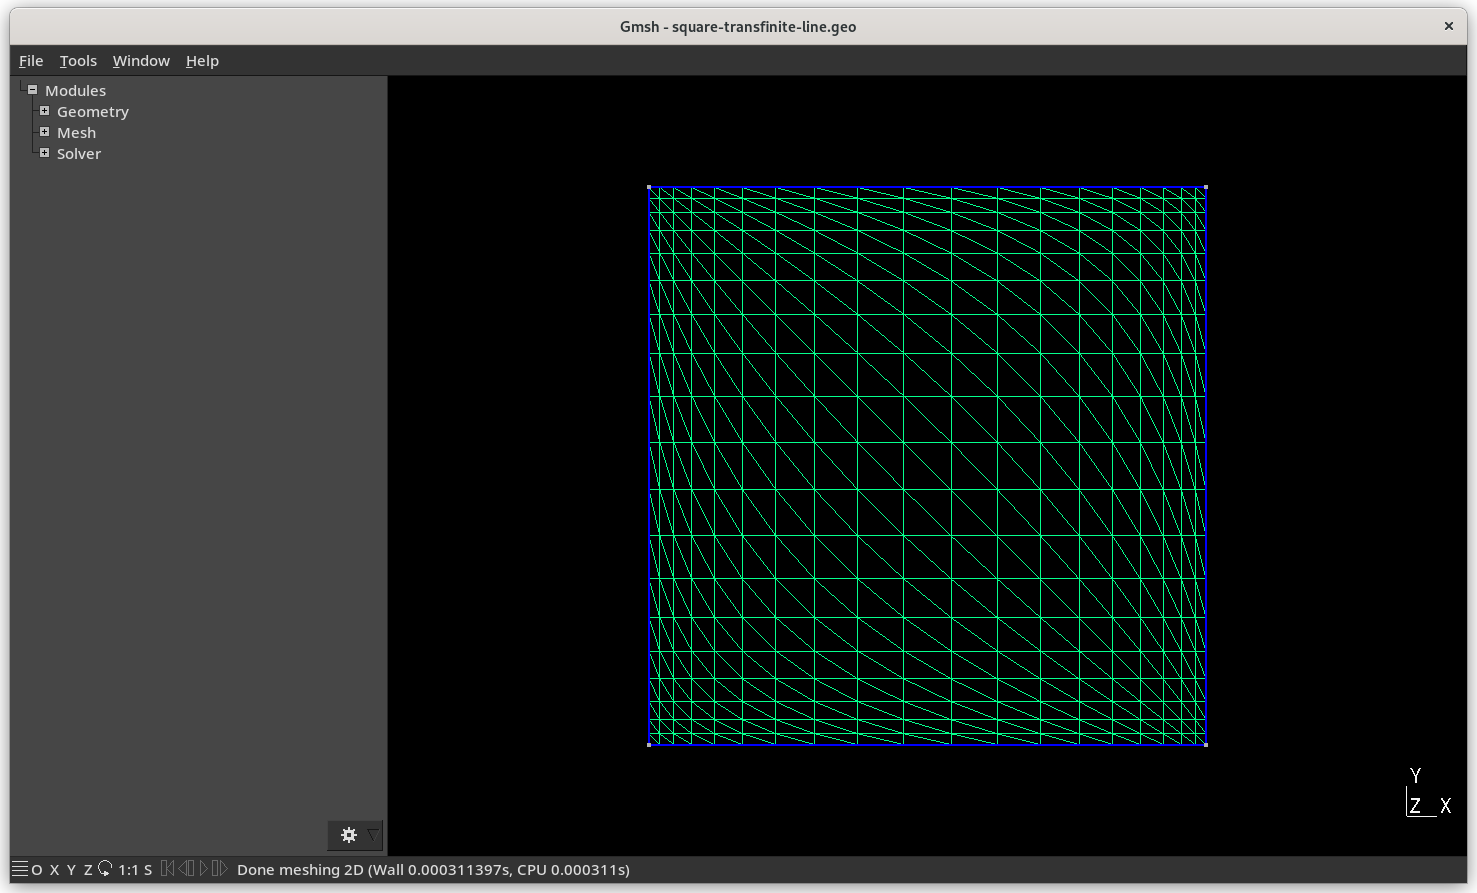 Gmsh - square-transfinite-line.geo
File Tools Window Help
Modules
Geometry
Mesh
Solver
Y
Z X
O X Y Z 1:1 S Done meshing 2D (Wall 0.000311397s, CPU 0.000311s)